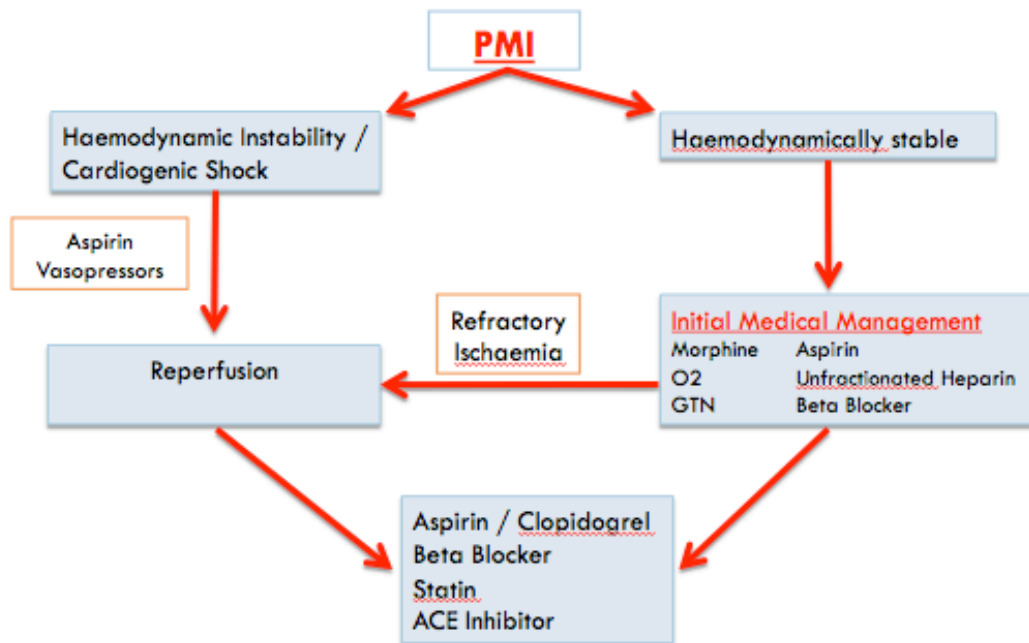 PMI
Haemodynamic Instability /
Cardiogenic Shock
Haemodynamically stable
Aspirin
Vasopressors
Refractory
Ischaemia
Initial Medical Management
Morphine Aspirin
O2 Unfractionated Heparin
GTN Beta Blocker
Reperfusion
Aspirin / Clopidogrel
Beta Blocker
Statin
ACE Inhibitor